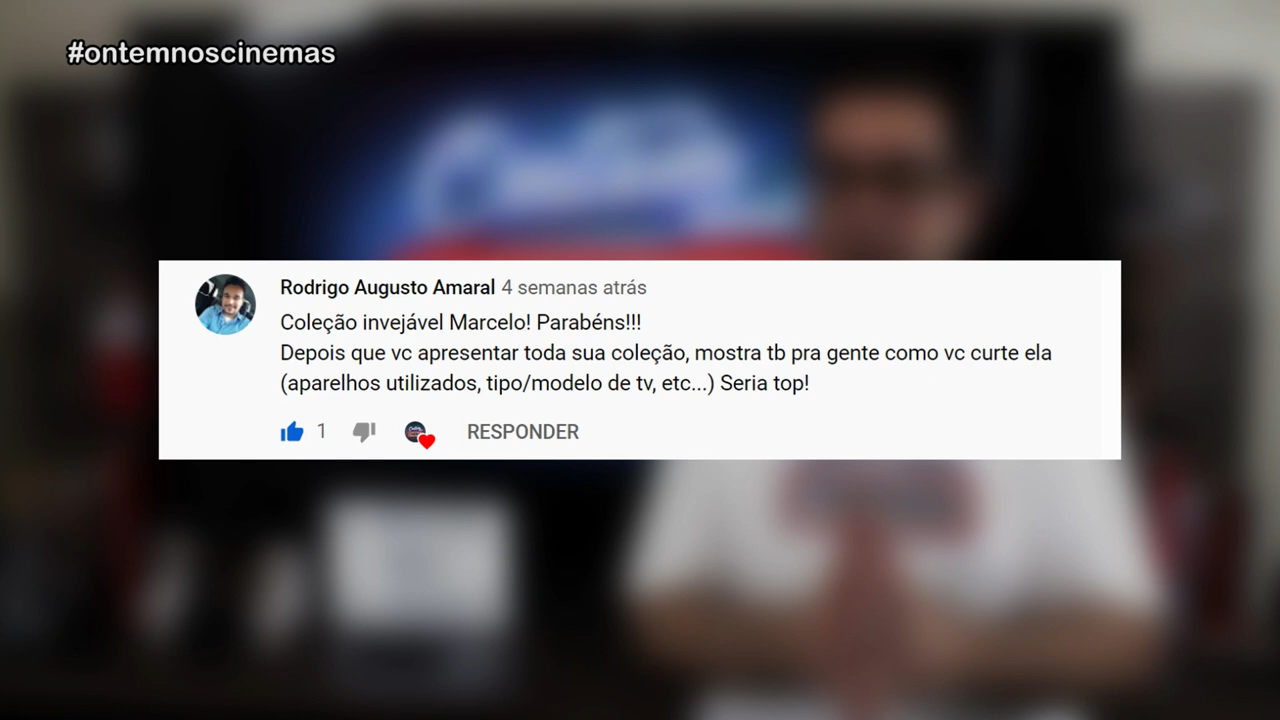 #ontemnoscinemas
Rodrigo Augusto Amaral 4 semanas atrás
Coleção invejável Marcelo! Parabéns!!!
Depois que vc apresentar toda sua coleção, mostra tb pra gente como vc curte ela
(aparelhos utilizados, tipo/modelo de tv, etc...) Seria top!
1
RESPONDER